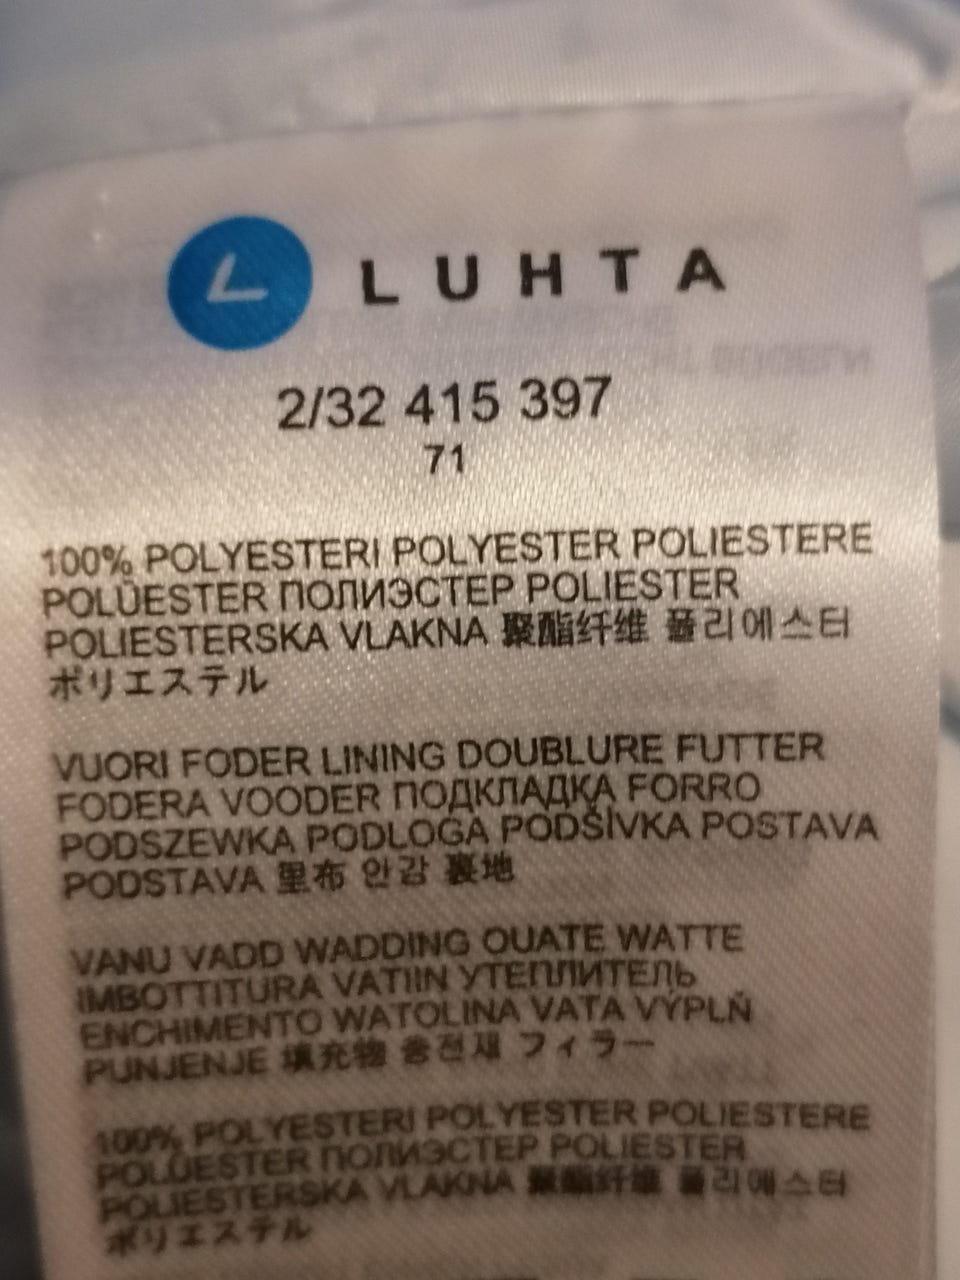 LUHTA
2/32 415 397
71
100% POLYESTERI POLYESTER POLIESTERE
POLÜESTER ПОЛИЭСТЕР POLIESTER
POLIESTERSKA VLAKNA 聚酯纤维 폴리에스터
ポリエステル
VUORI FODER LINING DOUBLURE FUTTER
FODERA VOODER ПОДКЛАДКА FORRO
PODSZEWKA PODLOGA PODŠÍVKA POSTAVA
PODSTAVA 里布 안감 裏地
VANU VADD WADDING OUATE WATTE
IMBOTTITURA VATIIN УТЕПЛИТЕЛЬ
ENCHIMENTO WATOLINA VATA VÝPLŇ
PUNJENJE 填充物 충전재 フィラー
100% POLYESTERI POLYESTER POLIESTERE
POLÜESTER ПОЛИЭСТЕР POLIESTER
POLIESTERSKA VLAKNA 聚酯纤维 폴리에스터
ポリエステル